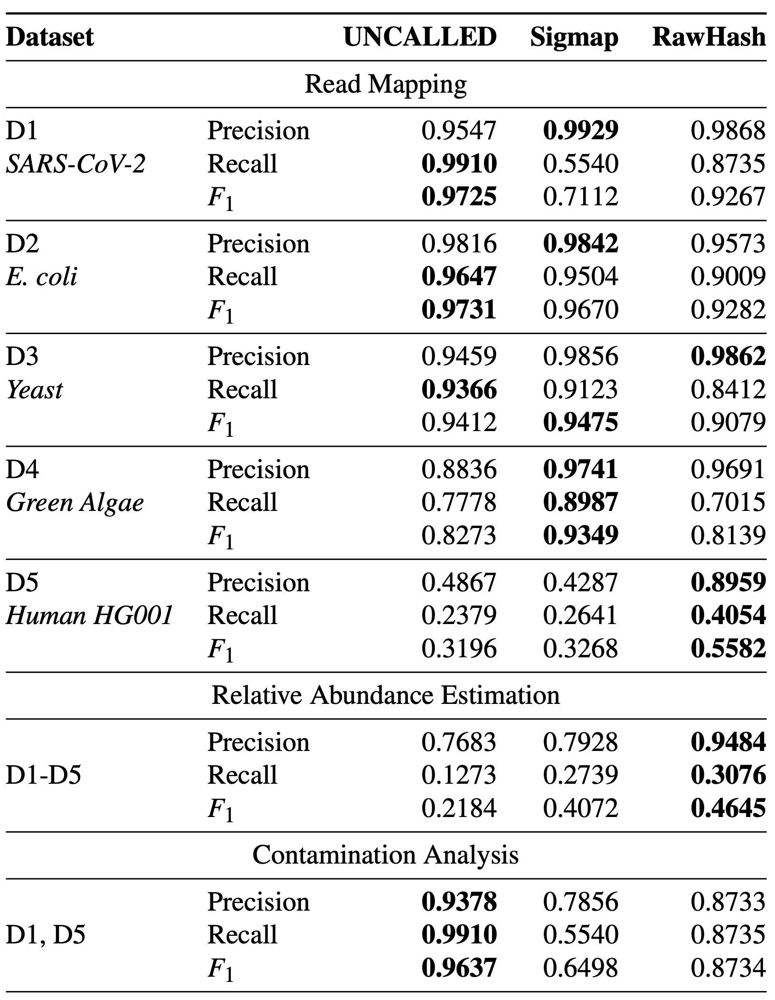 Dataset UNCALLED Sigmap RawHash
Read Mapping
D1 Precision 0.9547 0.9929 0.9868
SARS-CoV-2 Recall 0.9910 0.5540 0.8735
F1 0.9725 0.7112 0.9267
D2 Precision 0.9816 0.9842 0.9573
E. coli Recall 0.9647 0.9504 0.9009
F1 0.9731 0.9670 0.9282
D3 Precision 0.9459 0.9856 0.9862
Yeast Recall 0.9366 0.9123 0.8412
F1 0.9412 0.9475 0.9079
D4 Precision 0.8836 0.9741 0.9691
Green Algae Recall 0.7778 0.8987 0.7015
F1 0.8273 0.9349 0.8139
D5 Precision 0.4867 0.4287 0.8959
Human HG001 Recall 0.2379 0.2641 0.4054
F1 0.3196 0.3268 0.5582
Relative Abundance Estimation
Precision 0.7683 0.7928 0.9484
D1-D5 Recall 0.1273 0.2739 0.3076
F1 0.2184 0.4072 0.4645
Contamination Analysis
Precision 0.9378 0.7856 0.8733
D1, D5 Recall 0.9910 0.5540 0.8735
F1 0.9637 0.6498 0.8734